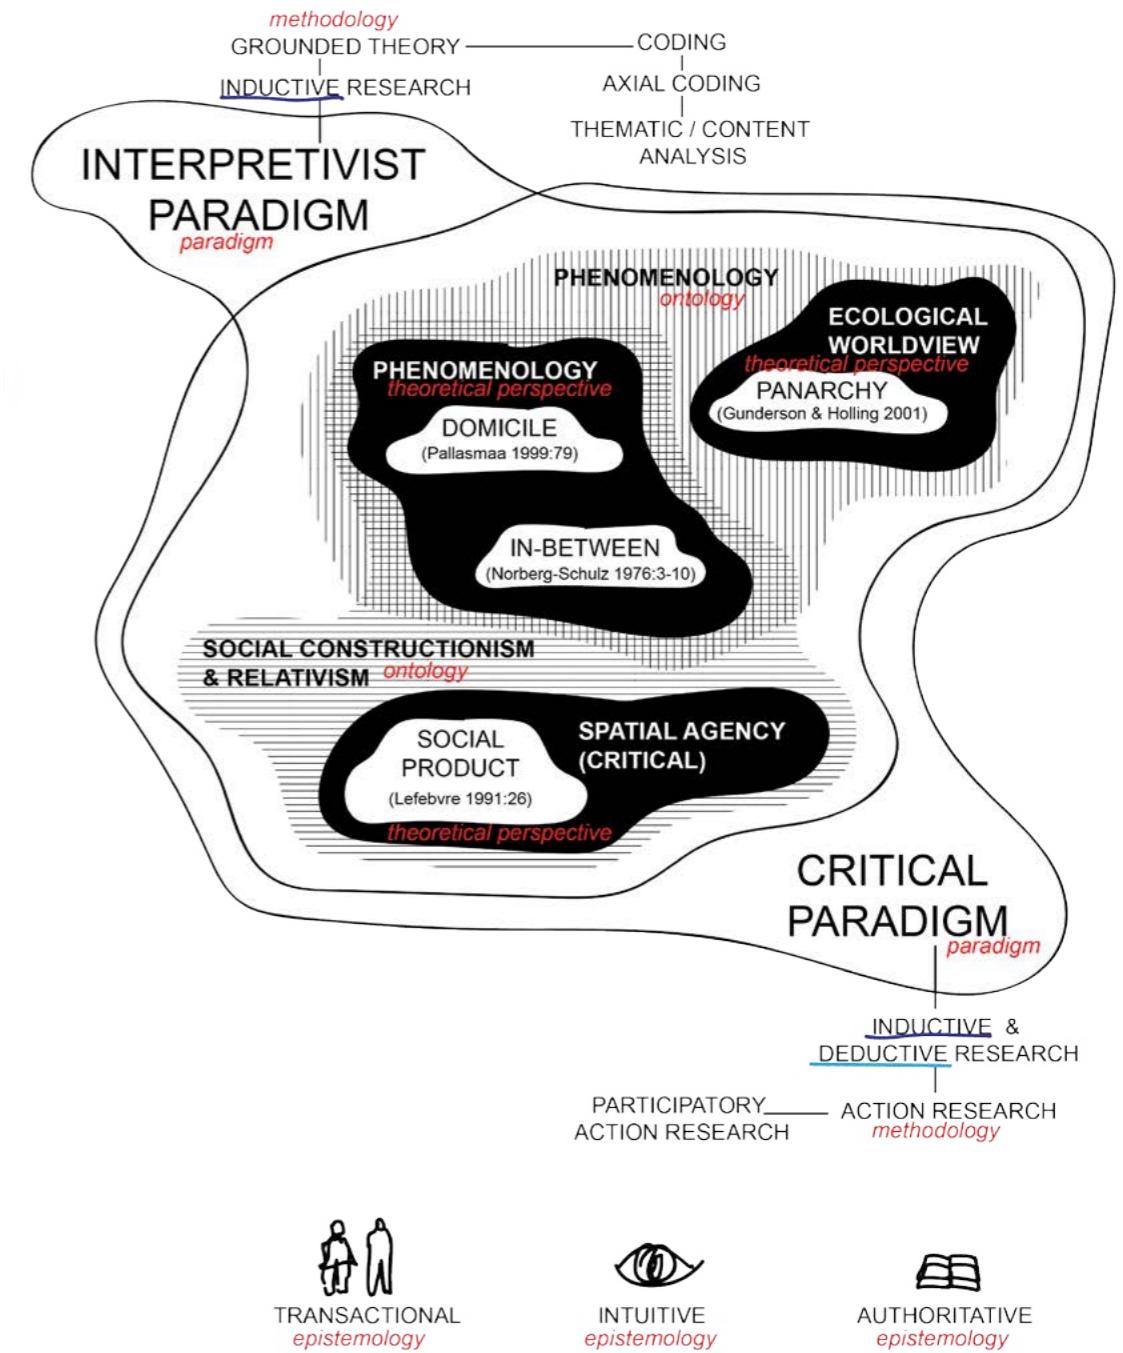 methodology
GROUNDED THEORY
CODING
INDUCTIVE RESEARCH
AXIAL CODING
THEMATIC / CONTENT
ANALYSIS
INTERPRETIVIST
PARADIGM
paradigm
PHENOMENOLOGY
ontology
ECOLOGICAL
WORLDVIEW
theoretical perspective
PANARCHY
(Gunderson & Holling 2001)
PHENOMENOLOGY
theoretical perspective
DOMICILE
(Pallasmaa 1999:79)
IN-BETWEEN
(Norberg-Schulz 1976:3-10)
SOCIAL CONSTRUCTIONISM
& RELATIVISM
ontology
SPATIAL AGENCY
(CRITICAL)
SOCIAL
PRODUCT
(Lefebvre 1991:26)
theoretical perspective
CRITICAL
PARADIGM
paradigm
INDUCTIVE &
DEDUCTIVE RESEARCH
PARTICIPATORY
ACTION RESEARCH
ACTION RESEARCH
methodology
TRANSACTIONAL
epistemology
INTUITIVE
epistemology
AUTHORITATIVE
epistemology